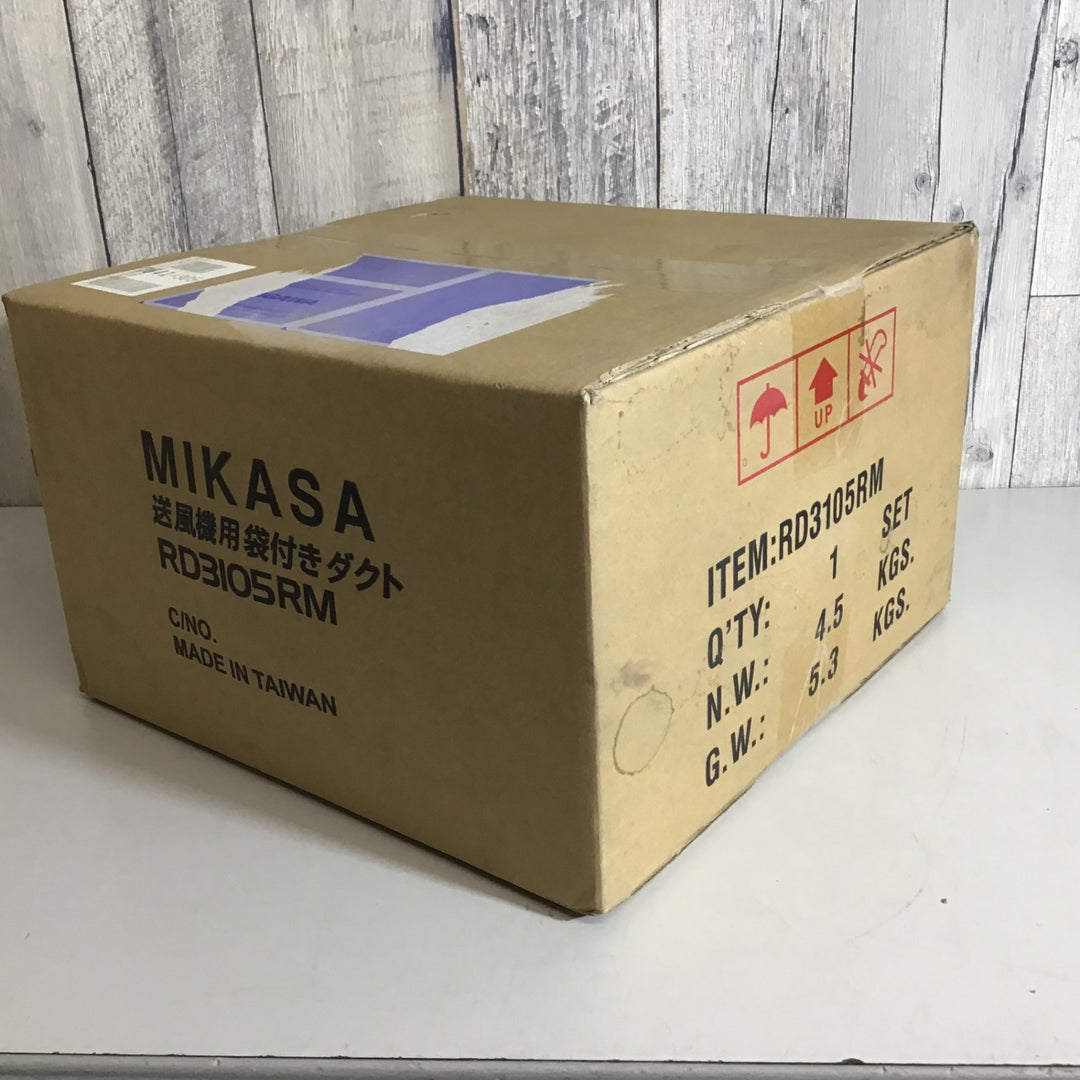 MIKASA
送風機用袋付きダクト
RD3105RM
C/NO.
MADE IN TAIWAN
UP
ITEM:RD3105RM
Q'TY: 1 SET
N.W.: 4.5 KGS.
G.W.: 5.3 KGS.